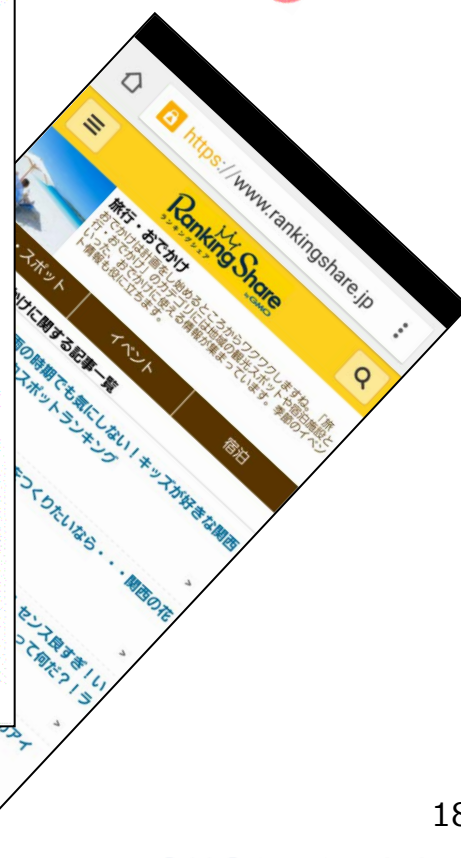 https://www.rankingshare.jp
Ranking Share
ランキングシェア
by GMO
旅行・おでかけ
おでかけは計画をし始めるところからワクワクしますね。「旅
行・おでかけ」のカテゴリには地域の観光スポットや宿泊施設と
いった、おでかけに使える情報が集まっています。季節のイベン
ト情報も役に立ちます。
・スポット
イベント
宿泊
かけに関する記事一覧
雨の時期でも気にしない！キッズが好きな関西
スポットランキング
をつくりたいなら・・・関西の花
センス良すぎ！い
って何だ？！ラ
アイ
18